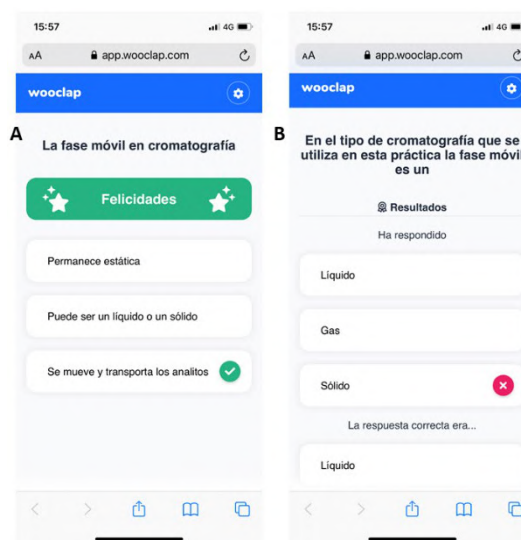 15:57
4G
AA
app.wooclap.com
wooclap
A
La fase móvil en cromatografía
Felicidades
Permanece estática
Puede ser un líquido o un sólido
Se mueve y transporta los analitos
15:57
4G
AA
app.wooclap.com
wooclap
B
En el tipo de cromatografía que se
utiliza en esta práctica la fase móvil
es un
Resultados
Ha respondido
Líquido
Gas
Sólido
La respuesta correcta era...
Líquido